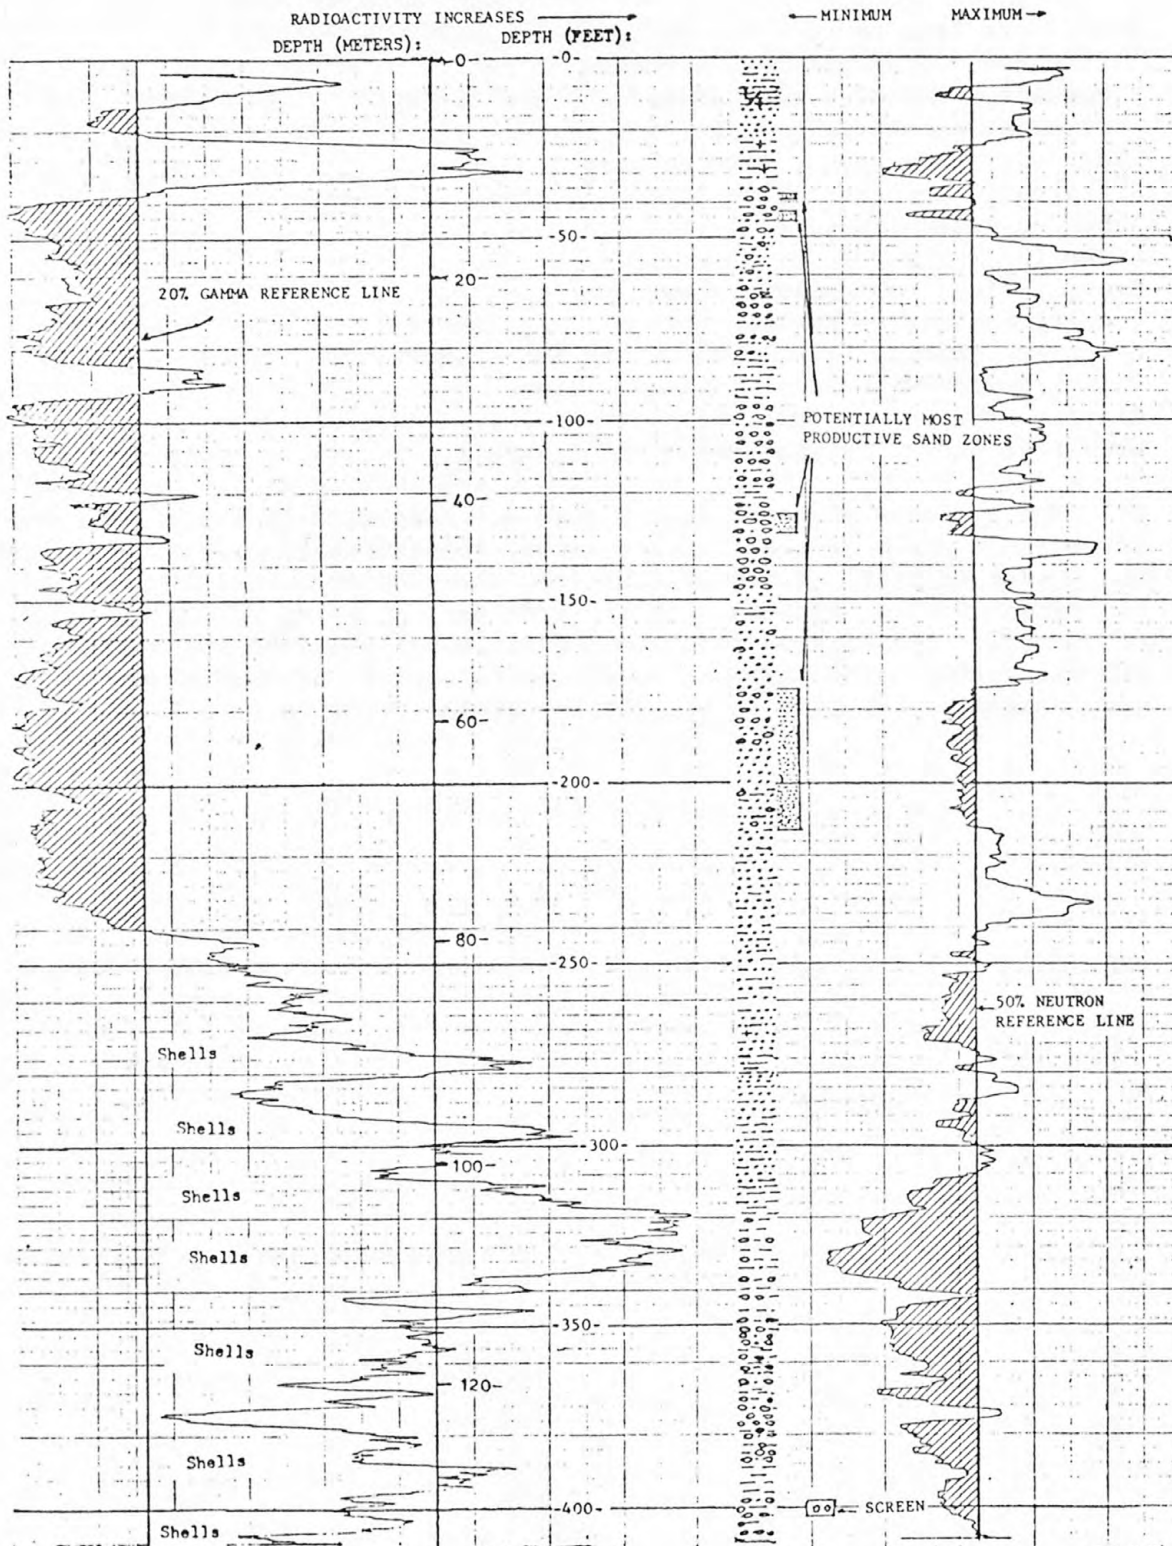 RADIOACTIVITY INCREASES
DEPTH (METERS):
DEPTH (FEET):
MINIMUM
MAXIMUM
0-
-0-
-50-
20-
20% GAMMA REFERENCE LINE
-100-
POTENTIALLY MOST
PRODUCTIVE SAND ZONES
40-
-150-
60-
-200-
80-
-250-
50% NEUTRON
REFERENCE LINE
Shells
Shells
-300-
100-
Shells
Shells
-350-
Shells
120-
Shells
-400-
SCREEN
Shells